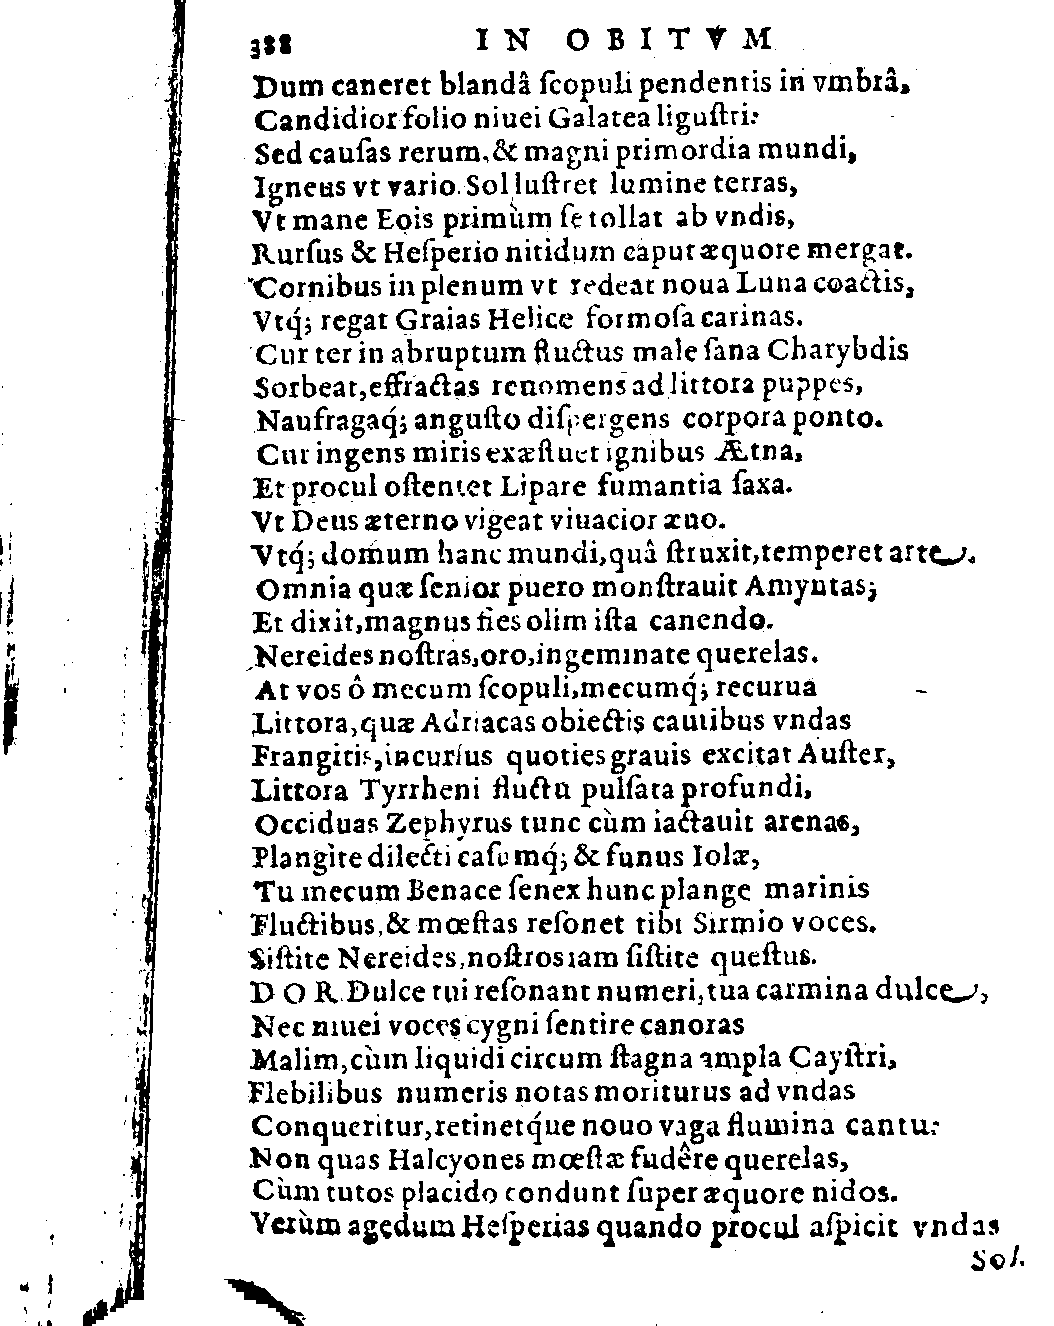 388 IN OBITVM
Dum caneret blandâ ſcopuli pendentis in vmbrâ,
Candidior folio niuei Galatea liguſtri:
Sed cauſas rerum, & magni primordia mundi,
Igneus vt vario Sol luſtret lumine terras,
Vt mane Eois primùm ſe tollat ab vndis,
Rurſus & Heſperio nitidum caput æquore mergat.
Cornibus in plenum vt redeat noua Luna coactis,
Vtq́; regat Graias Helice formoſa carinas.
Cur ter in abruptum fluctus male ſana Charybdis
Sorbeat, effractas reuomens ad littora puppes,
Naufragaq́; anguſto diſpergens corpora ponto.
Cur ingens miris exæſtuet ignibus Ætna,
Et procul oſtentet Lipare fumantia ſaxa.
Vt Deus æterno vigeat viuacior æuo.
Vtq́; domum hanc mundi, quâ ſtruxit, temperet arte.
Omnia quæ ſenior puero monſtrauit Amyntas;
Et dixit, magnus fies olim iſta canendo.
Nereides noſtras, oro, ingeminate querelas.
At vos ô mecum ſcopuli, mecumq́; recurua
Littora, quæ Adriacas obiectis cautibus vndas
Frangitis, incurſus quoties grauis excitat Auſter,
Littora Tyrrheni fluctu pulſata profundi,
Occiduas Zephyrus tunc cùm iactauit arenas,
Plangite dilecti caſumq́; & funus Iolæ,
Tu mecum Benace ſenex hunc plange marinis
Fluctibus, & mœſtas reſonet tibi Sirmio voces.
Siſtite Nereides, noſtros iam ſiſtite queſtus.
DOR. Dulce tui reſonant numeri, tua carmina dulce,
Nec niuei voces cygni ſentire canoras
Malim, cùm liquidi circum ſtagna ampla Cayſtri,
Flebilibus numeris notas moriturus ad vndas
Conqueritur, retinetq́ue nouo vaga flumina cantu:
Non quas Halcyones mœſtæ fudêre querelas,
Cùm tutos placido condunt ſuper æquore nidos.
Verùm agedum Heſperias quando procul aſpicit vndas
Sol.